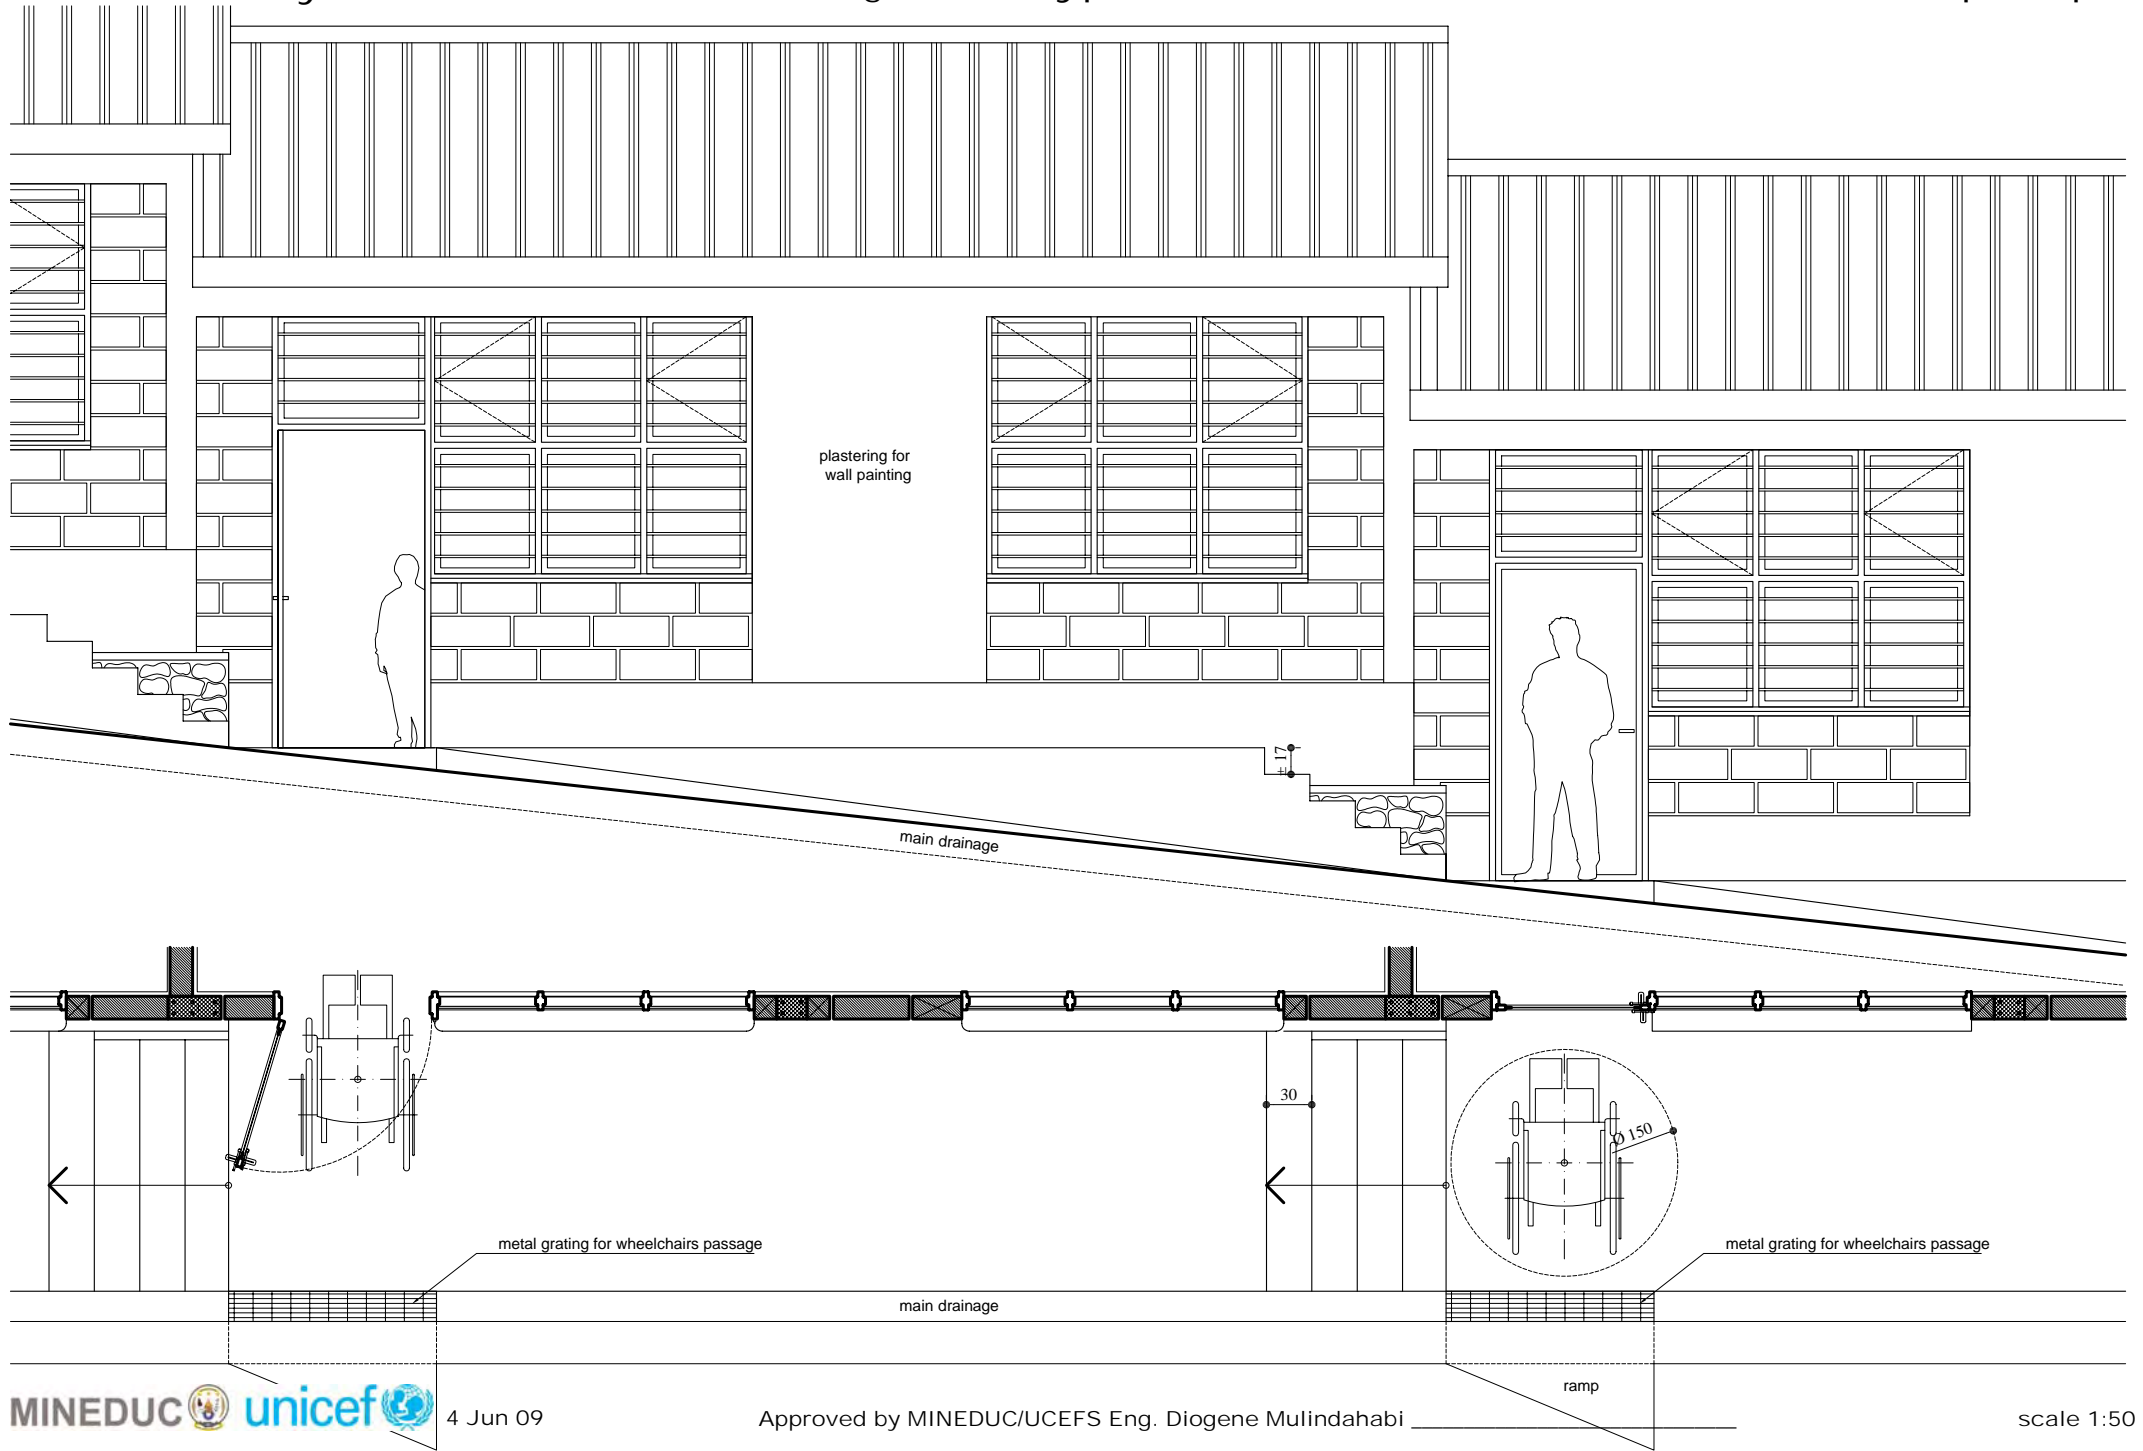 plastering for
wall painting
± 17
main drainage
30
Ø 150
metal grating for wheelchairs passage
metal grating for wheelchairs passage
main drainage
ramp
MINEDUC unicef 4 Jun 09 Approved by MINEDUC/UCEFS Eng. Diogene Mulindahabi ____________________ scale 1:50